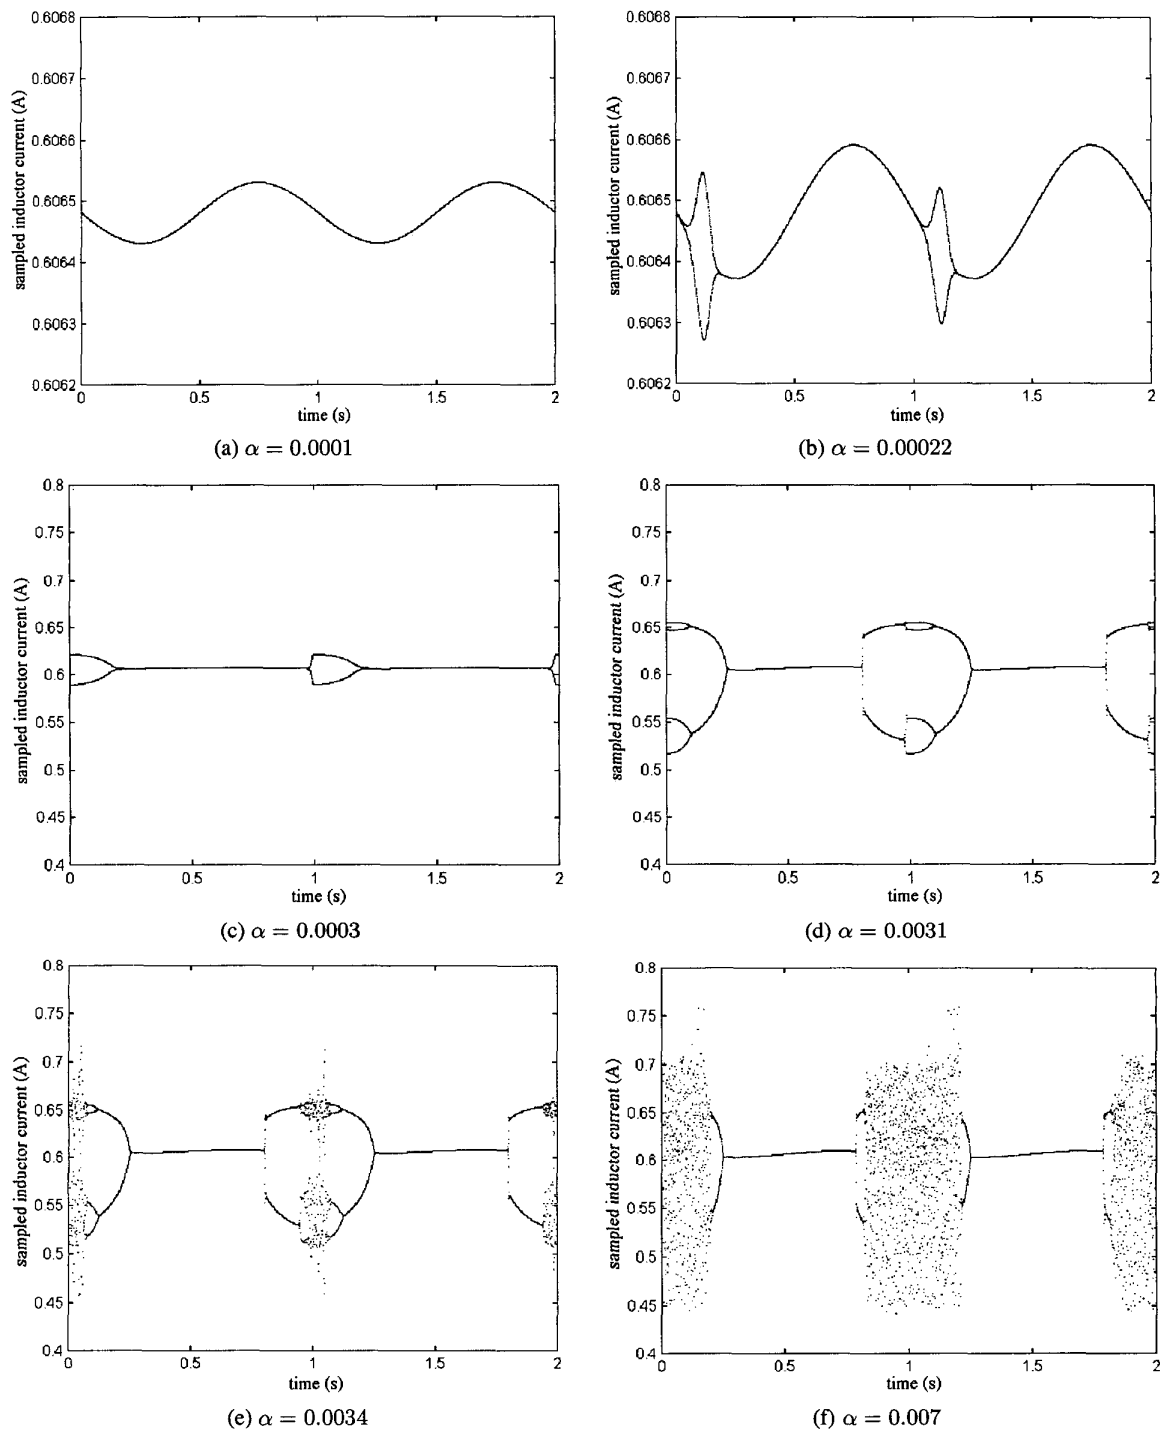 0.6068
0.6067
0.6066
0.6065
0.6064
0.6063
0.6062
sampled inductor current (A)
0 0.5 1 1.5 2
time (s)
(a) α = 0.0001
0.6068
0.6067
0.6066
0.6065
0.6064
0.6063
0.6062
sampled inductor current (A)
0 0.5 1 1.5 2
time (s)
(b) α = 0.00022
0.8
0.75
0.7
0.65
0.6
0.55
0.5
0.45
0.4
sampled inductor current (A)
0 0.5 1 1.5 2
time (s)
(c) α = 0.0003
0.8
0.75
0.7
0.65
0.6
0.55
0.5
0.45
0.4
sampled inductor current (A)
0 0.5 1 1.5 2
time (s)
(d) α = 0.0031
0.8
0.75
0.7
0.65
0.6
0.55
0.5
0.45
0.4
sampled inductor current (A)
0 0.5 1 1.5 2
time (s)
(e) α = 0.0034
0.8
0.75
0.7
0.65
0.6
0.55
0.5
0.45
0.4
sampled inductor current (A)
0 0.5 1 1.5 2
time (s)
(f) α = 0.007